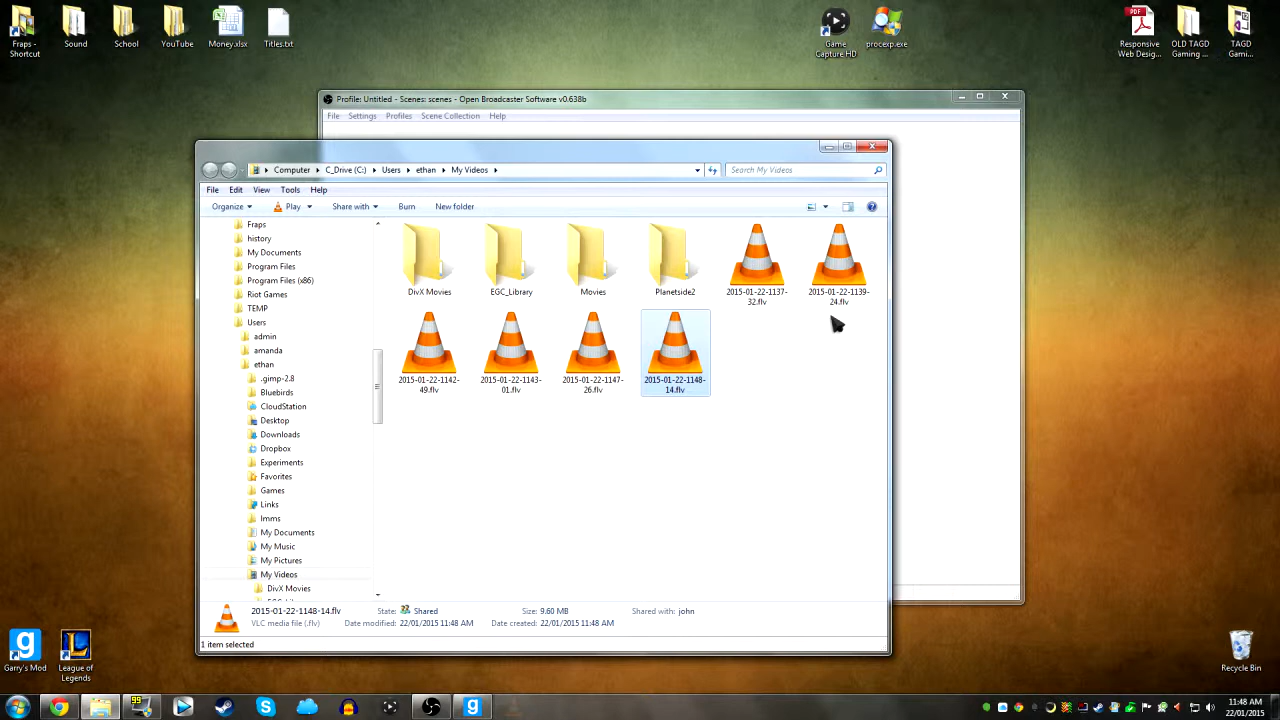 Fraps -
Shortcut
Sound
School
YouTube
Money.xlsx
Titles.txt
Game
Capture HD
procexp.exe
PDF
Responsive
Web Desig...
OLD TAGD
Gaming ...
TAGD
Gami...
Profile: Untitled - Scenes: scenes - Open Broadcaster Software v0.638b
File Settings Profiles Scene Collection Help
Computer C_Drive (C:) Users ethan My Videos
Search My Videos
File Edit View Tools Help
Organize Play Share with Burn New folder
Fraps
history
My Documents
Program Files
Program Files (x86)
Riot Games
TEMP
Users
admin
amanda
ethan
.gimp-2.8
Bluebirds
CloudStation
Desktop
Downloads
Dropbox
Experiments
Favorites
Games
Links
lmms
My Documents
My Music
My Pictures
My Videos
DivX Movies
DivX Movies
EGC_Library
Movies
Planetside2
2015-01-22-1137-
32.flv
2015-01-22-1139-
24.flv
2015-01-22-1142-
49.flv
2015-01-22-1143-
01.flv
2015-01-22-1147-
26.flv
2015-01-22-1148-
14.flv
2015-01-22-1148-14.flv State: Shared Size: 9.60 MB Shared with: john
VLC media file (.flv) Date modified: 22/01/2015 11:48 AM Date created: 22/01/2015 11:48 AM
1 item selected
Garry's Mod
League of
Legends
Recycle Bin
99
11:48 AM
22/01/2015